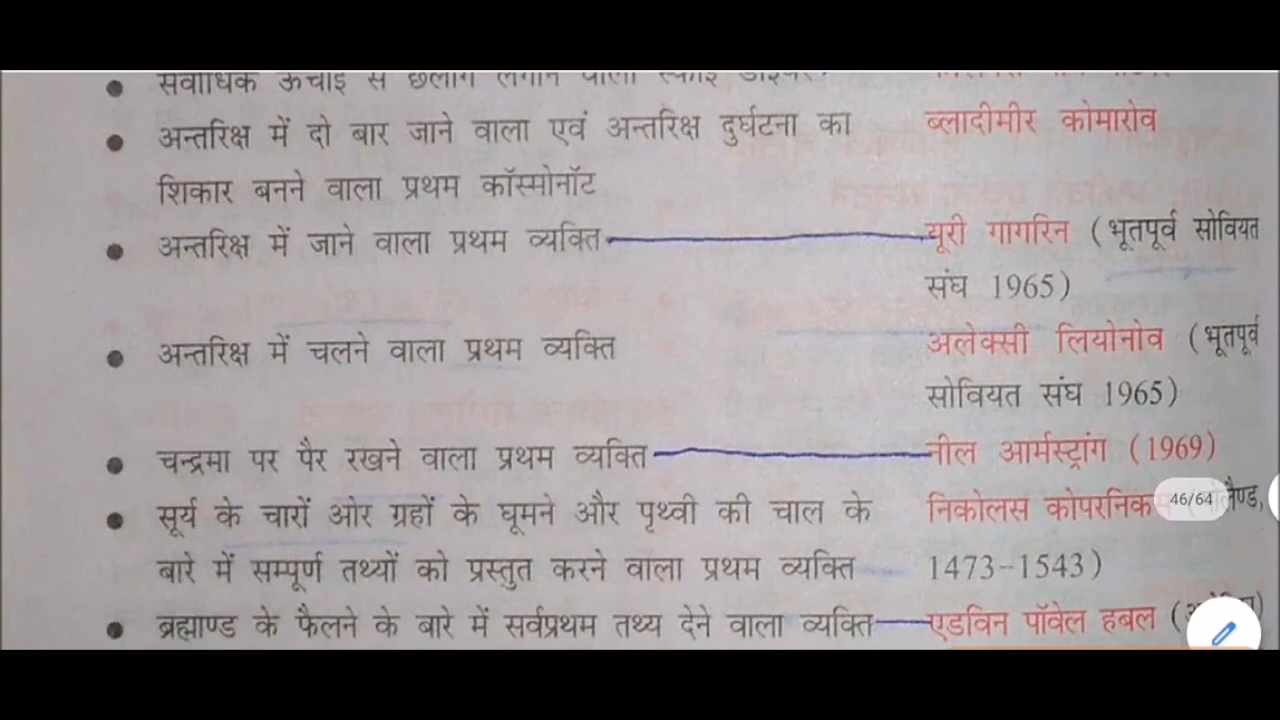 अन्तरिक्ष में दो बार जाने वाला एवं अन्तरिक्ष दुर्घटना का ब्लादीमीर कोमारोव
शिकार बनने वाला प्रथम कॉस्मोनॉट
अन्तरिक्ष में जाने वाला प्रथम व्यक्ति यूरी गागरिन (भूतपूर्व सोवियत
संघ 1965)
अन्तरिक्ष में चलने वाला प्रथम व्यक्ति अलेक्सी लियोनोव (भूतपूर्व
सोवियत संघ 1965)
चन्द्रमा पर पैर रखने वाला प्रथम व्यक्ति नील आर्मस्ट्रांग (1969)
सूर्य के चारों ओर ग्रहों के घूमने और पृथ्वी की चाल के निकोलस 46/64
बारे में सम्पूर्ण तथ्यों को प्रस्तुत करने वाला प्रथम व्यक्ति 1473-1543)
ब्रह्माण्ड के फैलने के बारे में सर्वप्रथम तथ्य देने वाला व्यक्ति एडविन पॉवेल हबल